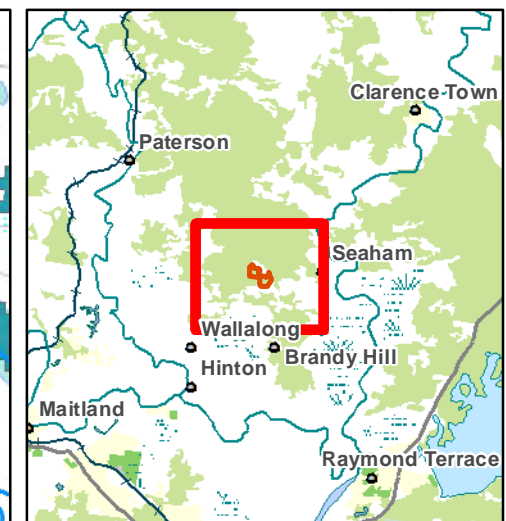 Clarence Town
Paterson
Seaham
Wallalong
Brandy Hill
Hinton
Maitland
Raymond Terrace